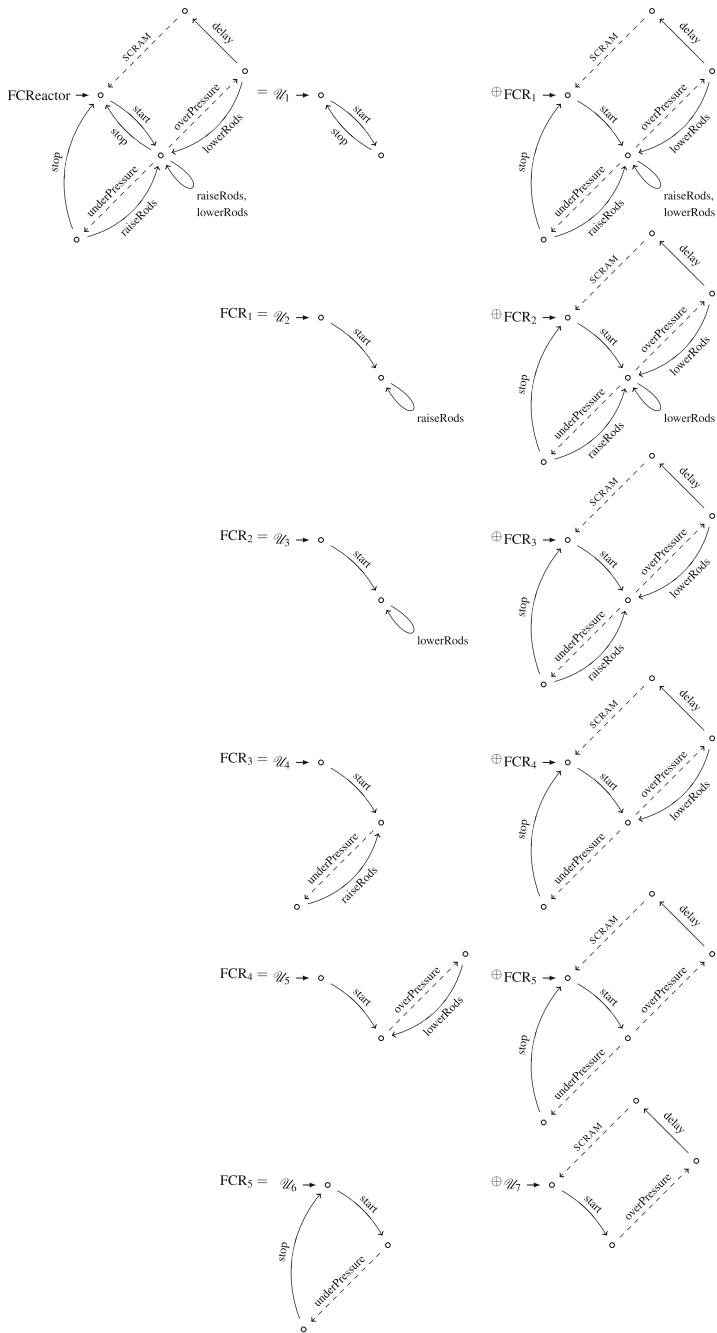 SCRAM delay
FCReactor start stop overPressure lowerRods
stop underPressure raiseRods
raiseRods,
lowerRods
= 𝒰1 start stop
⊕ FCR1 SCRAM delay
start overPressure lowerRods
stop underPressure raiseRods
raiseRods,
lowerRods
FCR1 = 𝒰2 start
raiseRods
⊕ FCR2 SCRAM delay
start overPressure lowerRods
stop underPressure raiseRods
lowerRods
FCR2 = 𝒰3 start
lowerRods
⊕ FCR3 SCRAM delay
start overPressure lowerRods
stop underPressure raiseRods
FCR3 = 𝒰4 start
underPressure raiseRods
⊕ FCR4 SCRAM delay
start overPressure lowerRods
stop underPressure
FCR4 = 𝒰5 start overPressure lowerRods
⊕ FCR5 SCRAM delay
start overPressure
stop underPressure
FCR5 = 𝒰6 start
stop underPressure
⊕ 𝒰7 SCRAM delay
start overPressure